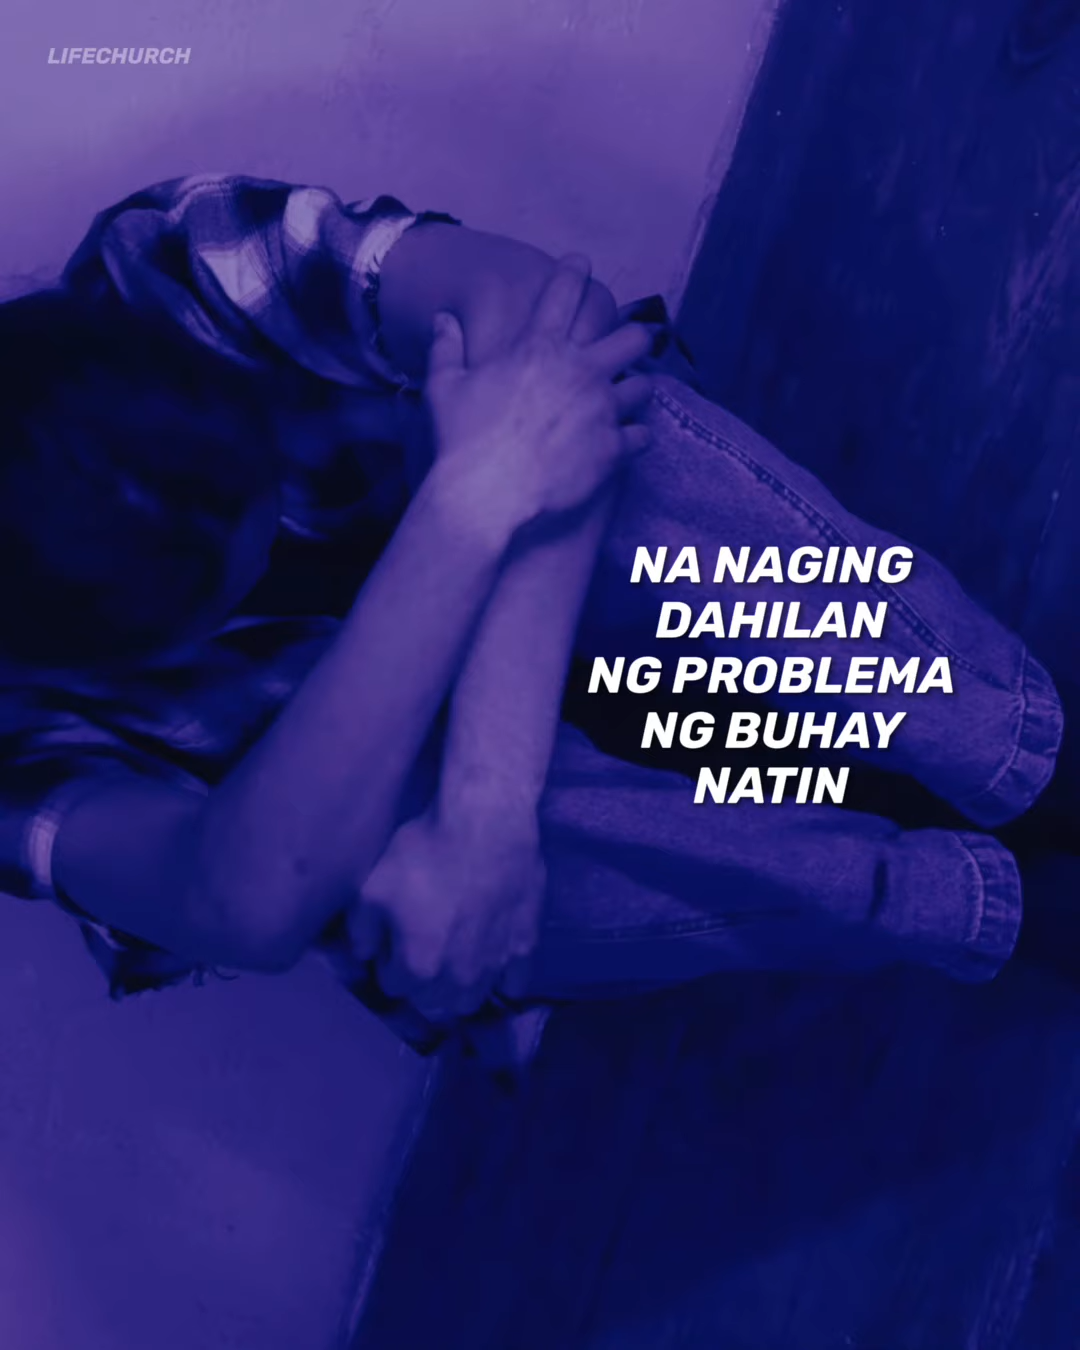 LIFECHURCH
NA NAGING
DAHILAN
NG PROBLEMA
NG BUHAY
NATIN